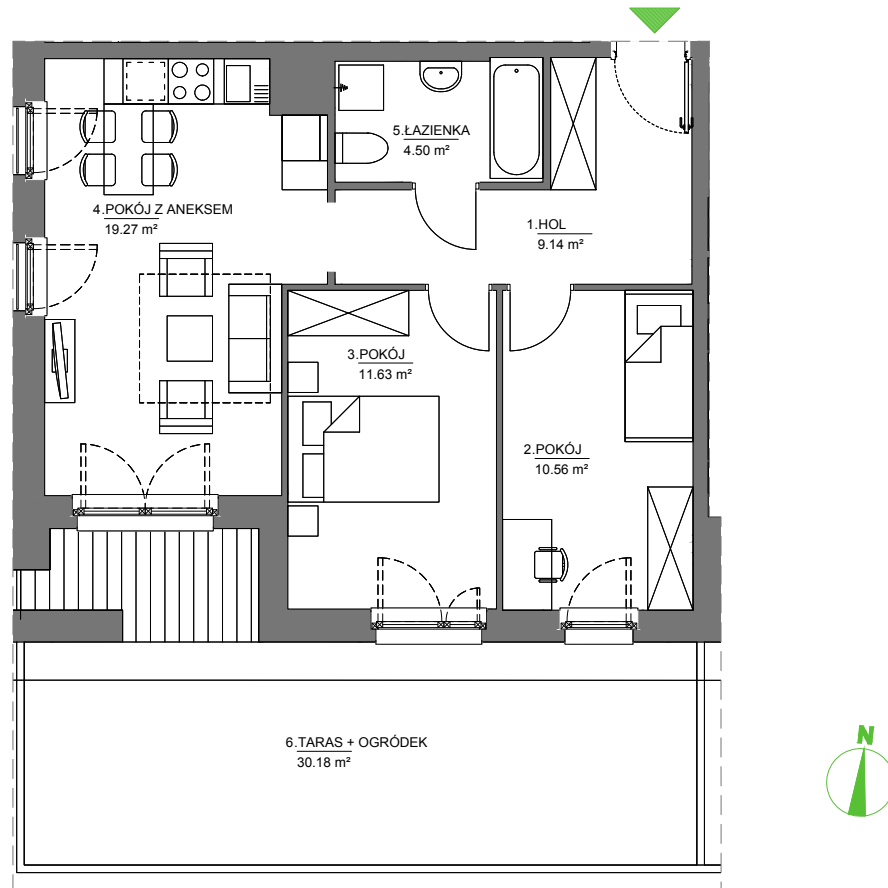 5.ŁAZIENKA
4.50 m²
4.POKÓJ Z ANEKSEM
19.27 m²
1.HOL
9.14 m²
3.POKÓJ
11.63 m²
2.POKÓJ
10.56 m²
6.TARAS + OGRÓDEK
30.18 m²
N